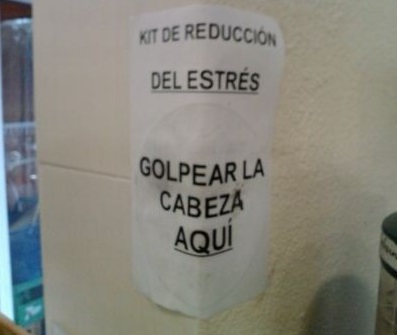 KIT DE REDUCCIÓN
DEL ESTRÉS
GOLPEAR LA
CABEZA
AQUÍ